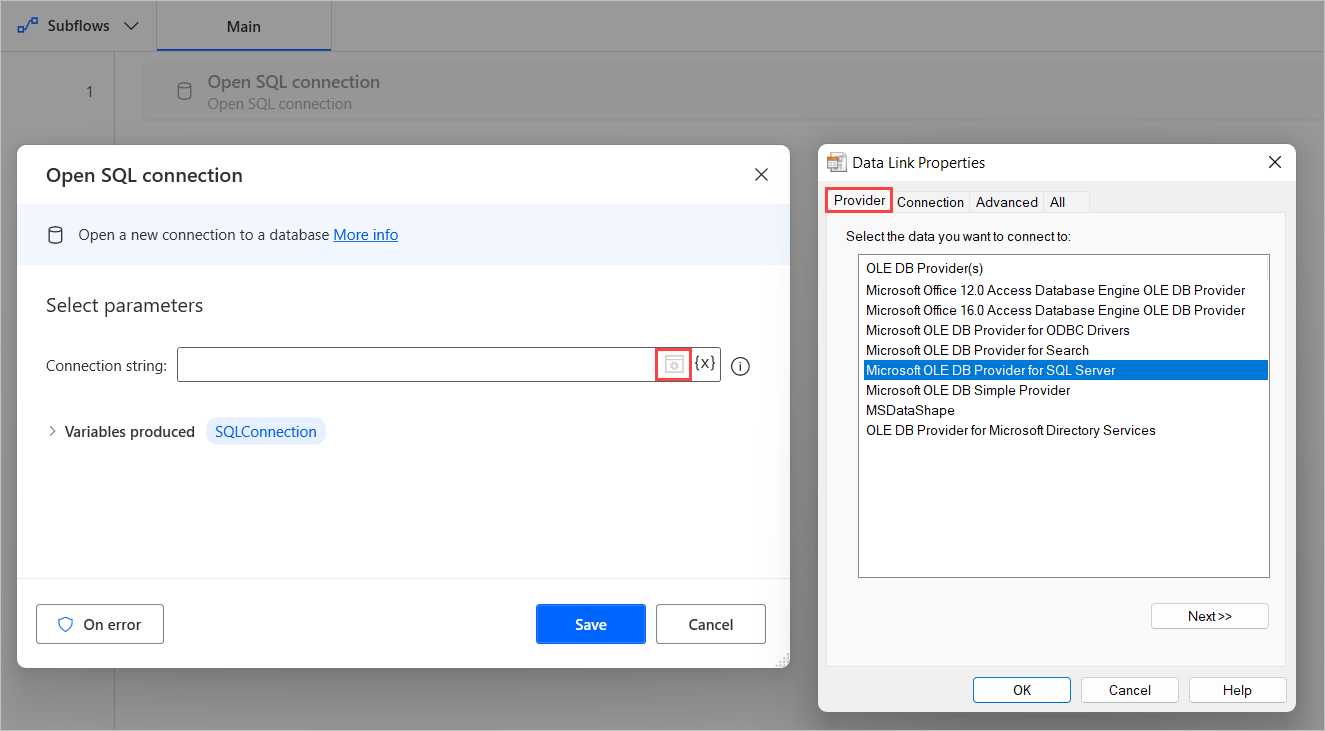 Subflows
Main
1
Open SQL connection
Open SQL connection
Open SQL connection
Open a new connection to a database More info
Select parameters
Connection string:
{x}
Variables produced SQLConnection
On error
Save
Cancel
Data Link Properties
Provider Connection Advanced All
Select the data you want to connect to:
OLE DB Provider(s)
Microsoft Office 12.0 Access Database Engine OLE DB Provider
Microsoft Office 16.0 Access Database Engine OLE DB Provider
Microsoft OLE DB Provider for ODBC Drivers
Microsoft OLE DB Provider for Search
Microsoft OLE DB Provider for SQL Server
Microsoft OLE DB Simple Provider
MSDataShape
OLE DB Provider for Microsoft Directory Services
Next >>
OK
Cancel
Help